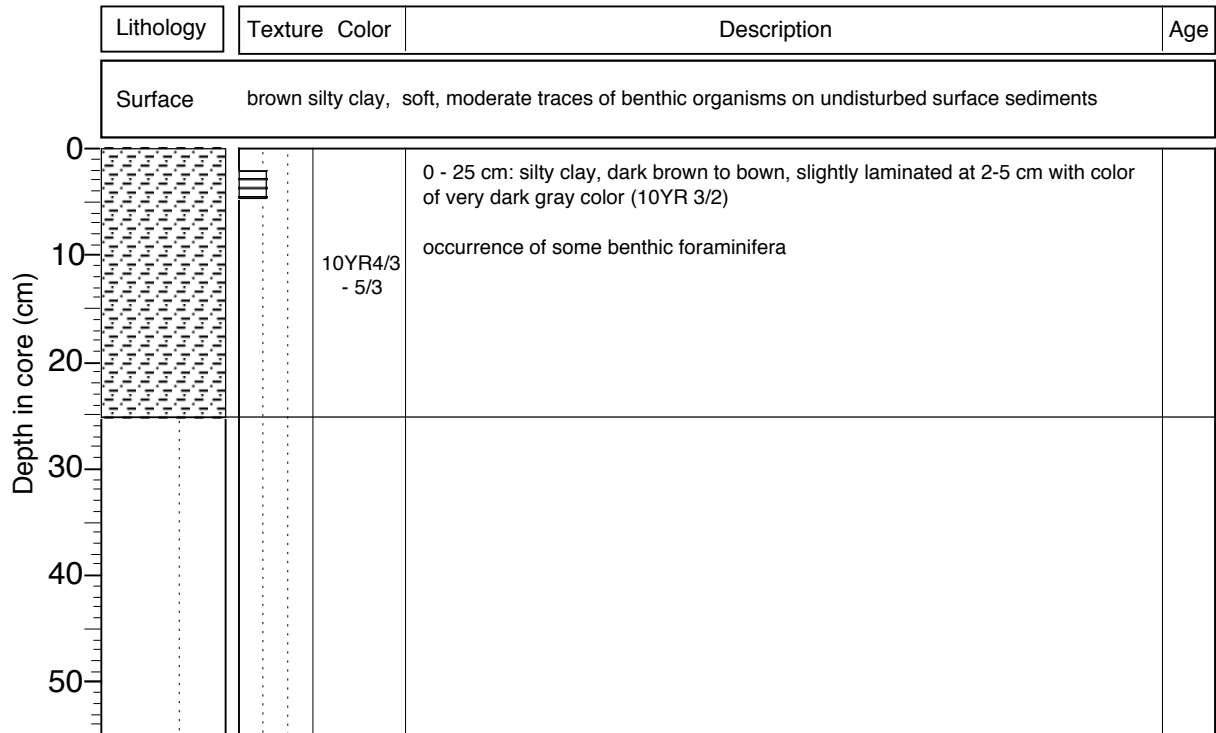 Lithology Texture Color Description Age
Surface brown silty clay, soft, moderate traces of benthic organisms on undisturbed surface sediments
0
0 - 25 cm: silty clay, dark brown to bown, slightly laminated at 2-5 cm with color
of very dark gray color (10YR 3/2)
occurrence of some benthic foraminifera
10
10YR4/3
- 5/3
Depth in core (cm)
20
30
40
50